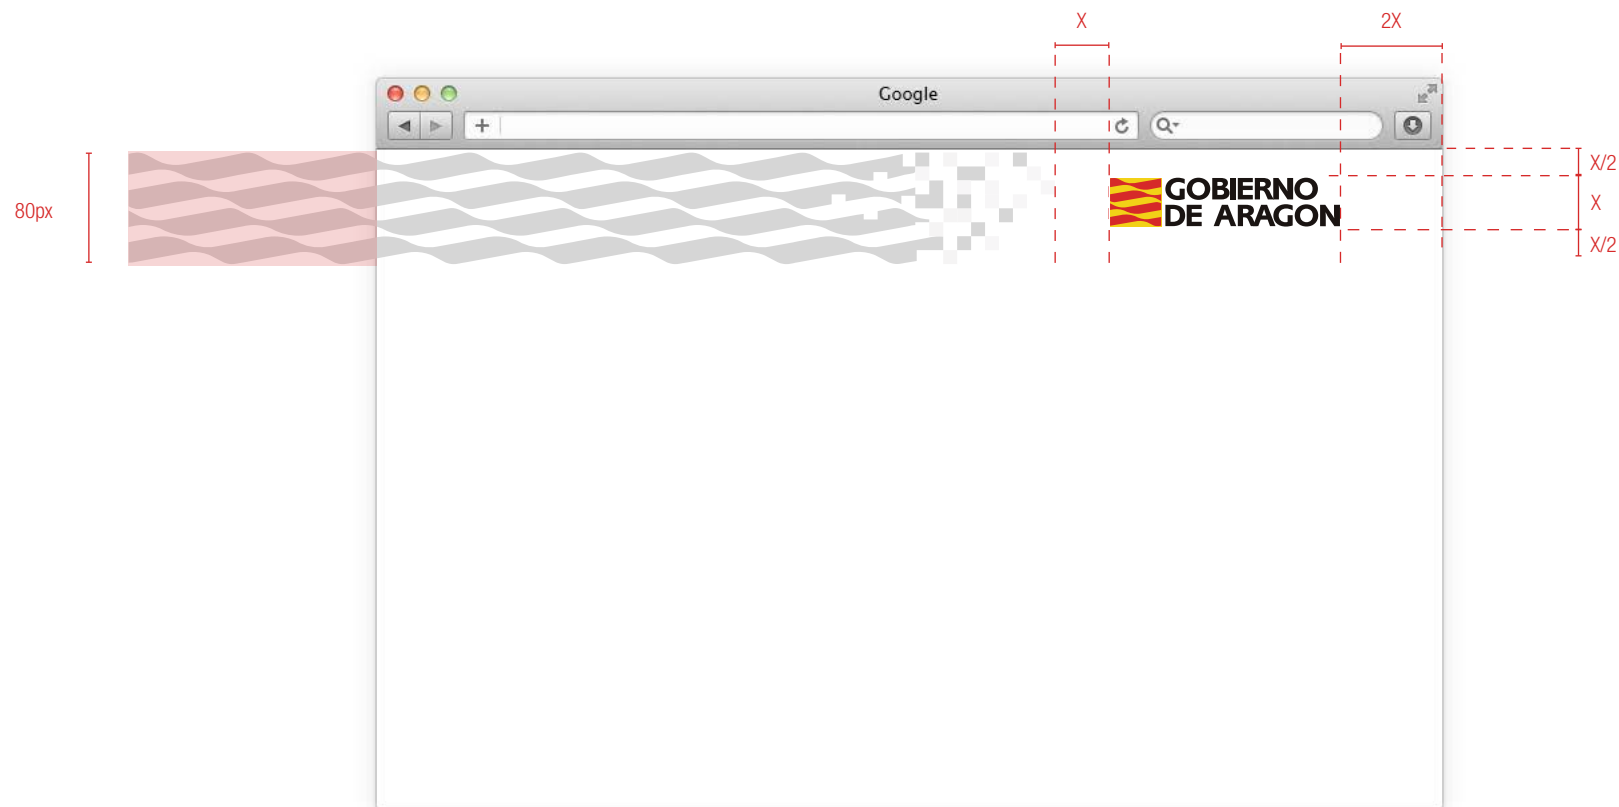 X
2X
Google
80px
X/2
GOBIERNO
DE ARAGON
X
X/2